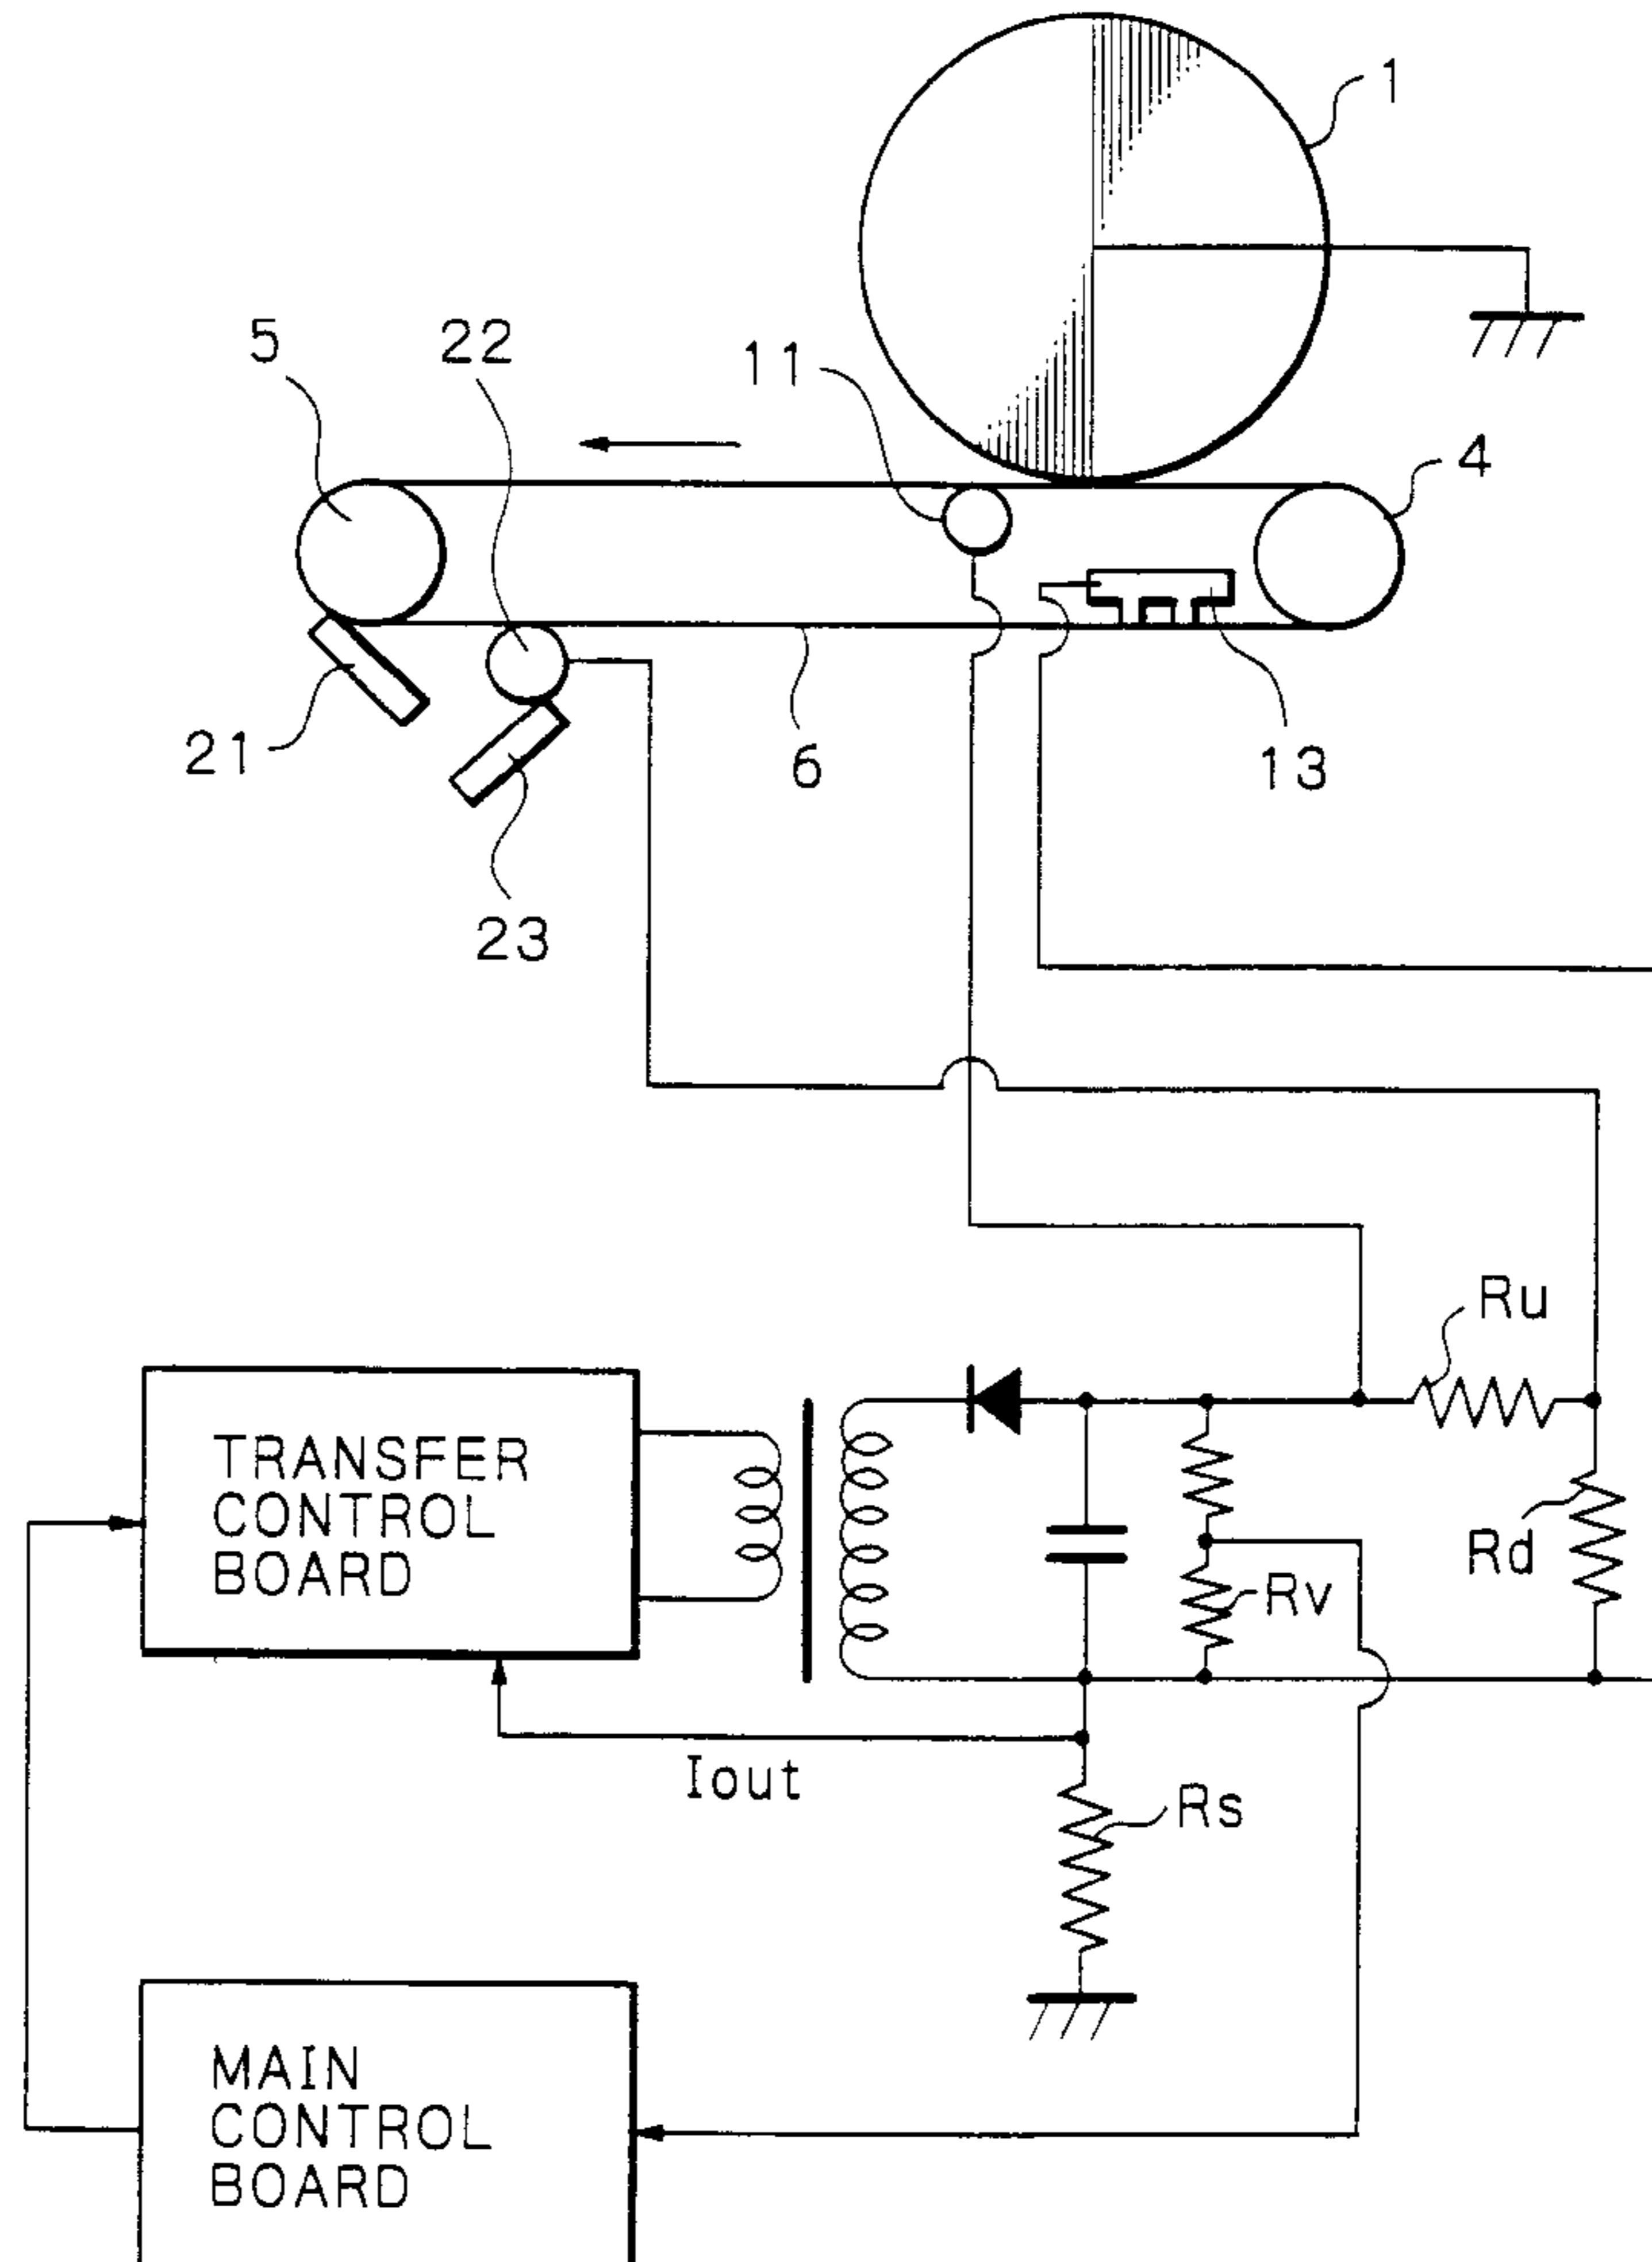 1
5
22
11
4
21
6
13
23
Ru
TRANSFER
CONTROL
BOARD
Rd
Rv
Iout
Rs
MAIN
CONTROL
BOARD